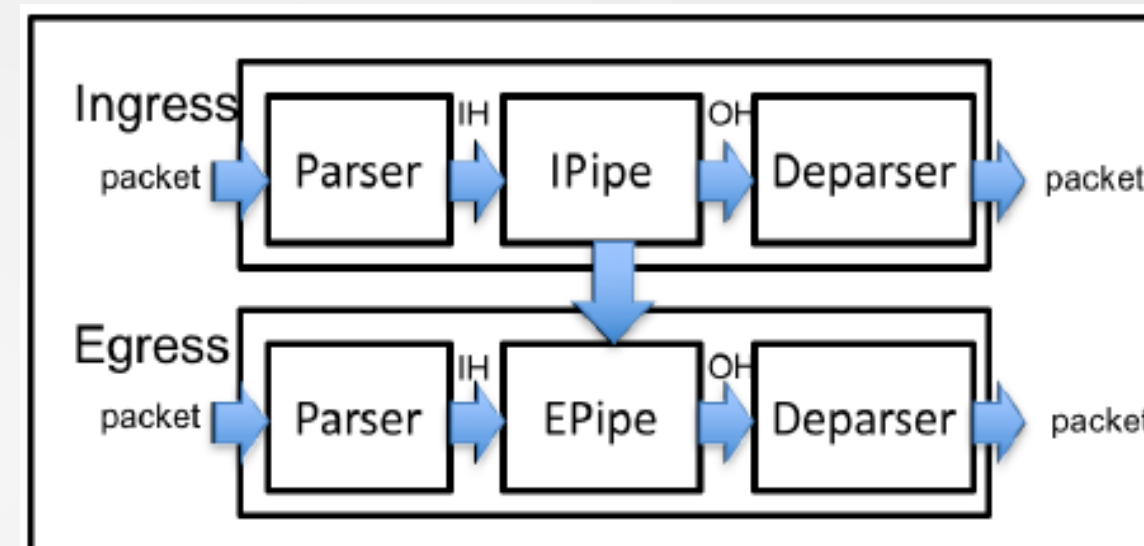 Ingress
packet
Parser
IH
IPipe
OH
Deparser
packet
Egress
packet
Parser
IH
EPipe
OH
Deparser
packet